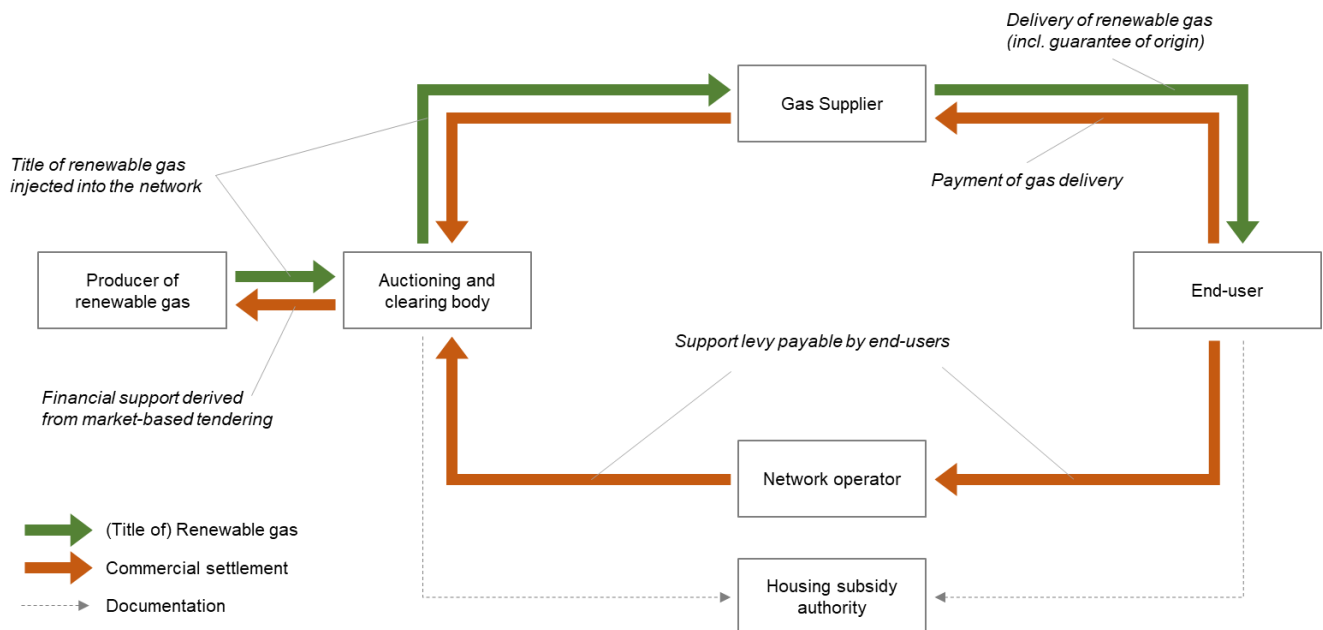 Delivery of renewable gas
(incl. guarantee of origin)
Gas Supplier
Title of renewable gas
injected into the network
Payment of gas delivery
Producer of
renewable gas
Auctioning and
clearing body
End-user
Support levy payable by end-users
Financial support derived
from market-based tendering
Network operator
(Title of) Renewable gas
Commercial settlement
Documentation
Housing subsidy
authority